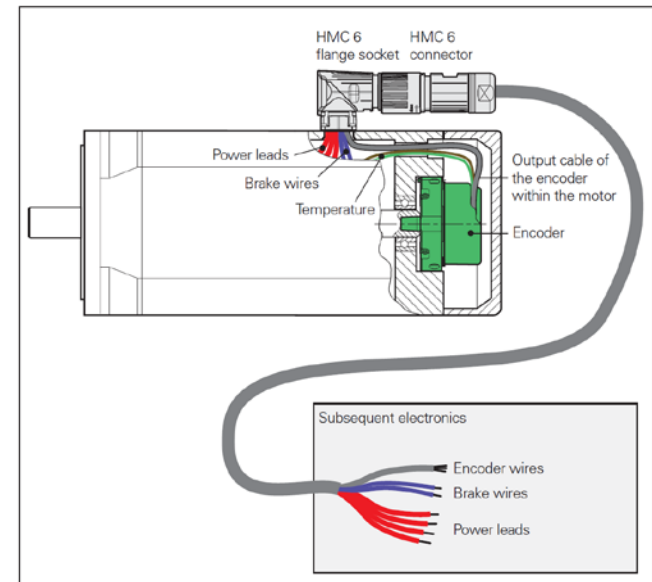 HMC 6
flange socket
HMC 6
connector
Power leads
Brake wires
Temperature
Output cable of
the encoder
within the motor
Encoder
Subsequent electronics
Encoder wires
Brake wires
Power leads